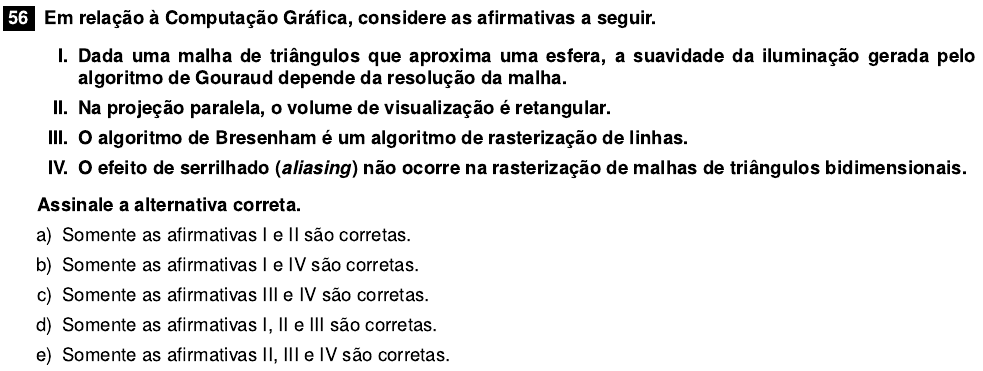 56 Em relação à Computação Gráfica, considere as afirmativas a seguir.
I. Dada uma malha de triângulos que aproxima uma esfera, a suavidade da iluminação gerada pelo
algoritmo de Gouraud depende da resolução da malha.
II. Na projeção paralela, o volume de visualização é retangular.
III. O algoritmo de Bresenham é um algoritmo de rasterização de linhas.
IV. O efeito de serrilhado (aliasing) não ocorre na rasterização de malhas de triângulos bidimensionais.
Assinale a alternativa correta.
a) Somente as afirmativas I e II são corretas.
b) Somente as afirmativas I e IV são corretas.
c) Somente as afirmativas III e IV são corretas.
d) Somente as afirmativas I, II e III são corretas.
e) Somente as afirmativas II, III e IV são corretas.